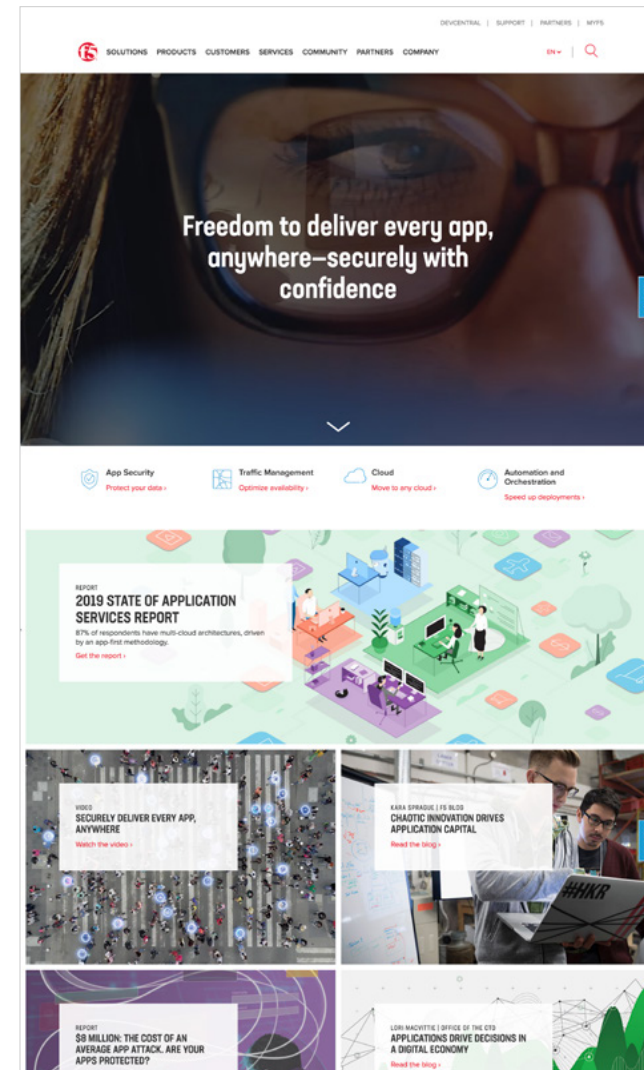 DEVCENTRAL | SUPPORT | PARTNERS | MYF5
f5 SOLUTIONS PRODUCTS CUSTOMERS SERVICES COMMUNITY PARTNERS COMPANY EN
Freedom to deliver every app,
anywhere—securely with
confidence
App Security
Protect your data ›
Traffic Management
Optimize availability ›
Cloud
Move to any cloud ›
Automation and
Orchestration
Speed up deployments ›
REPORT
2019 STATE OF APPLICATION
SERVICES REPORT
87% of respondents have multi-cloud architectures, driven
by an app-first methodology.
Get the report ›
VIDEO
SECURELY DELIVER EVERY APP,
ANYWHERE
Watch the video ›
KARA SPRAGUE | F5 BLOG
CHAOTIC INNOVATION DRIVES
APPLICATION CAPITAL
Read the blog ›
#HKR
REPORT
$8 MILLION: THE COST OF AN
AVERAGE APP ATTACK. ARE YOUR
APPS PROTECTED?
LORI MACVITTIE | OFFICE OF THE CTO
APPLICATIONS DRIVE DECISIONS IN
A DIGITAL ECONOMY
Read the blog ›